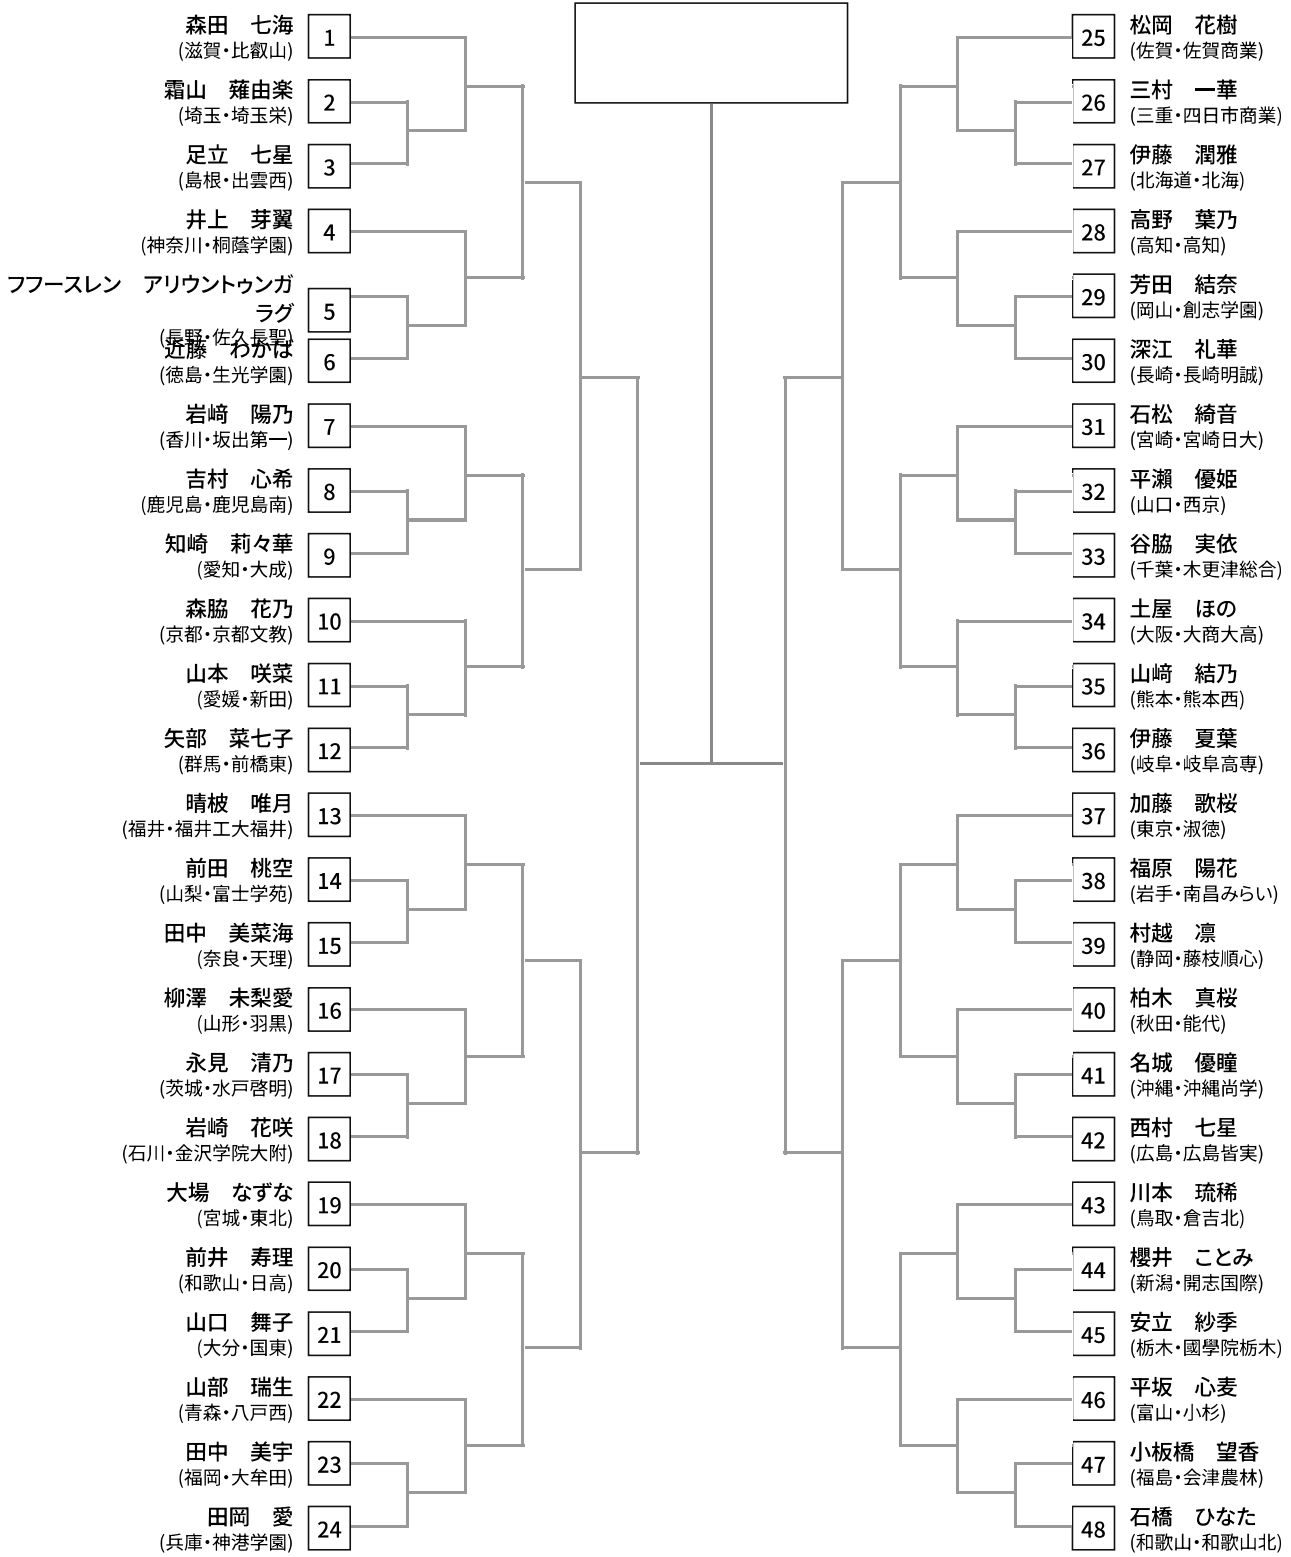 森田　七海
(滋賀・比叡山)
1
霜山　薙由楽
(埼玉・埼玉栄)
2
足立　七星
(島根・出雲西)
3
井上　芽翼
(神奈川・桐蔭学園)
4
フフースレン　アリウントゥンガ
ラグ
(長野・佐久長聖)
5
近藤　わかば
(徳島・生光学園)
6
岩﨑　陽乃
(香川・坂出第一)
7
吉村　心希
(鹿児島・鹿児島南)
8
知崎　莉々華
(愛知・大成)
9
森脇　花乃
(京都・京都文教)
10
山本　咲菜
(愛媛・新田)
11
矢部　菜七子
(群馬・前橋東)
12
晴柀　唯月
(福井・福井工大福井)
13
前田　桃空
(山梨・富士学苑)
14
田中　美菜海
(奈良・天理)
15
柳澤　未梨愛
(山形・羽黒)
16
永見　清乃
(茨城・水戸啓明)
17
岩崎　花咲
(石川・金沢学院大附)
18
大場　なずな
(宮城・東北)
19
前井　寿理
(和歌山・日高)
20
山口　舞子
(大分・国東)
21
山部　瑞生
(青森・八戸西)
22
田中　美宇
(福岡・大牟田)
23
田岡　愛
(兵庫・神港学園)
24
25
松岡　花樹
(佐賀・佐賀商業)
26
三村　一華
(三重・四日市商業)
27
伊藤　潤雅
(北海道・北海)
28
高野　葉乃
(高知・高知)
29
芳田　結奈
(岡山・創志学園)
30
深江　礼華
(長崎・長崎明誠)
31
石松　綺音
(宮崎・宮崎日大)
32
平瀨　優姫
(山口・西京)
33
谷脇　実依
(千葉・木更津総合)
34
土屋　ほの
(大阪・大商大高)
35
山﨑　結乃
(熊本・熊本西)
36
伊藤　夏葉
(岐阜・岐阜高専)
37
加藤　歌桜
(東京・淑徳)
38
福原　陽花
(岩手・南昌みらい)
39
村越　凛
(静岡・藤枝順心)
40
柏木　真桜
(秋田・能代)
41
名城　優瞳
(沖縄・沖縄尚学)
42
西村　七星
(広島・広島皆実)
43
川本　琉稀
(鳥取・倉吉北)
44
櫻井　ことみ
(新潟・開志国際)
45
安立　紗季
(栃木・國學院栃木)
46
平坂　心麦
(富山・小杉)
47
小板橋　望香
(福島・会津農林)
48
石橋　ひなた
(和歌山・和歌山北)